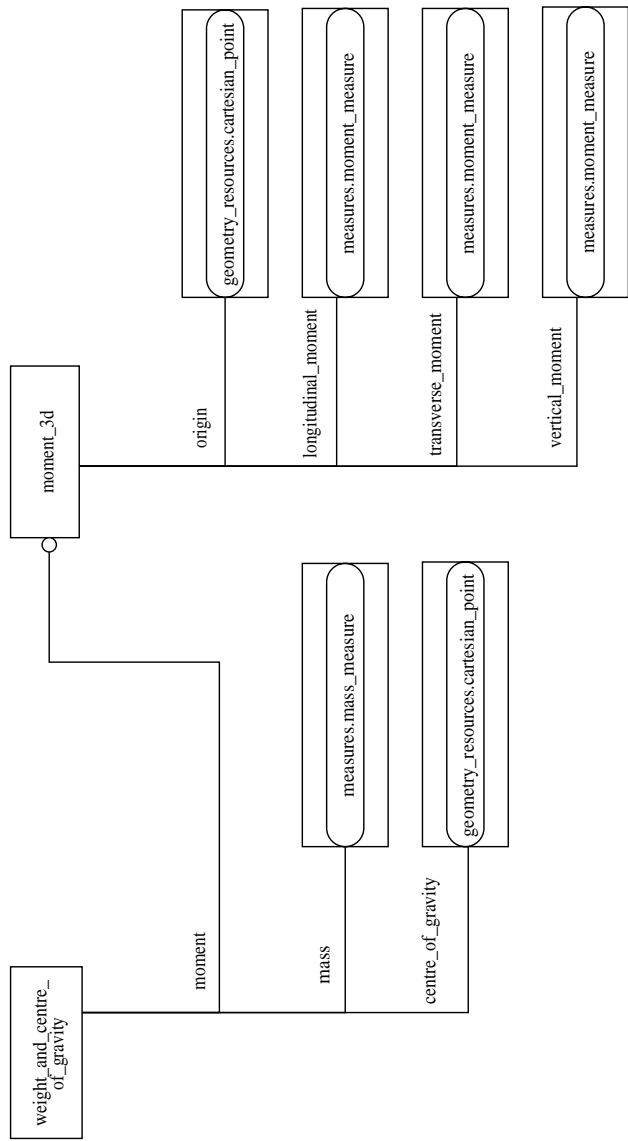 weight_and_centre_
of_gravity
moment
mass
centre_of_gravity
measures.mass_measure
geometry_resources.cartesian_point
moment_3d
origin
longitudinal_moment
transverse_moment
vertical_moment
geometry_resources.cartesian_point
measures.moment_measure
measures.moment_measure
measures.moment_measure